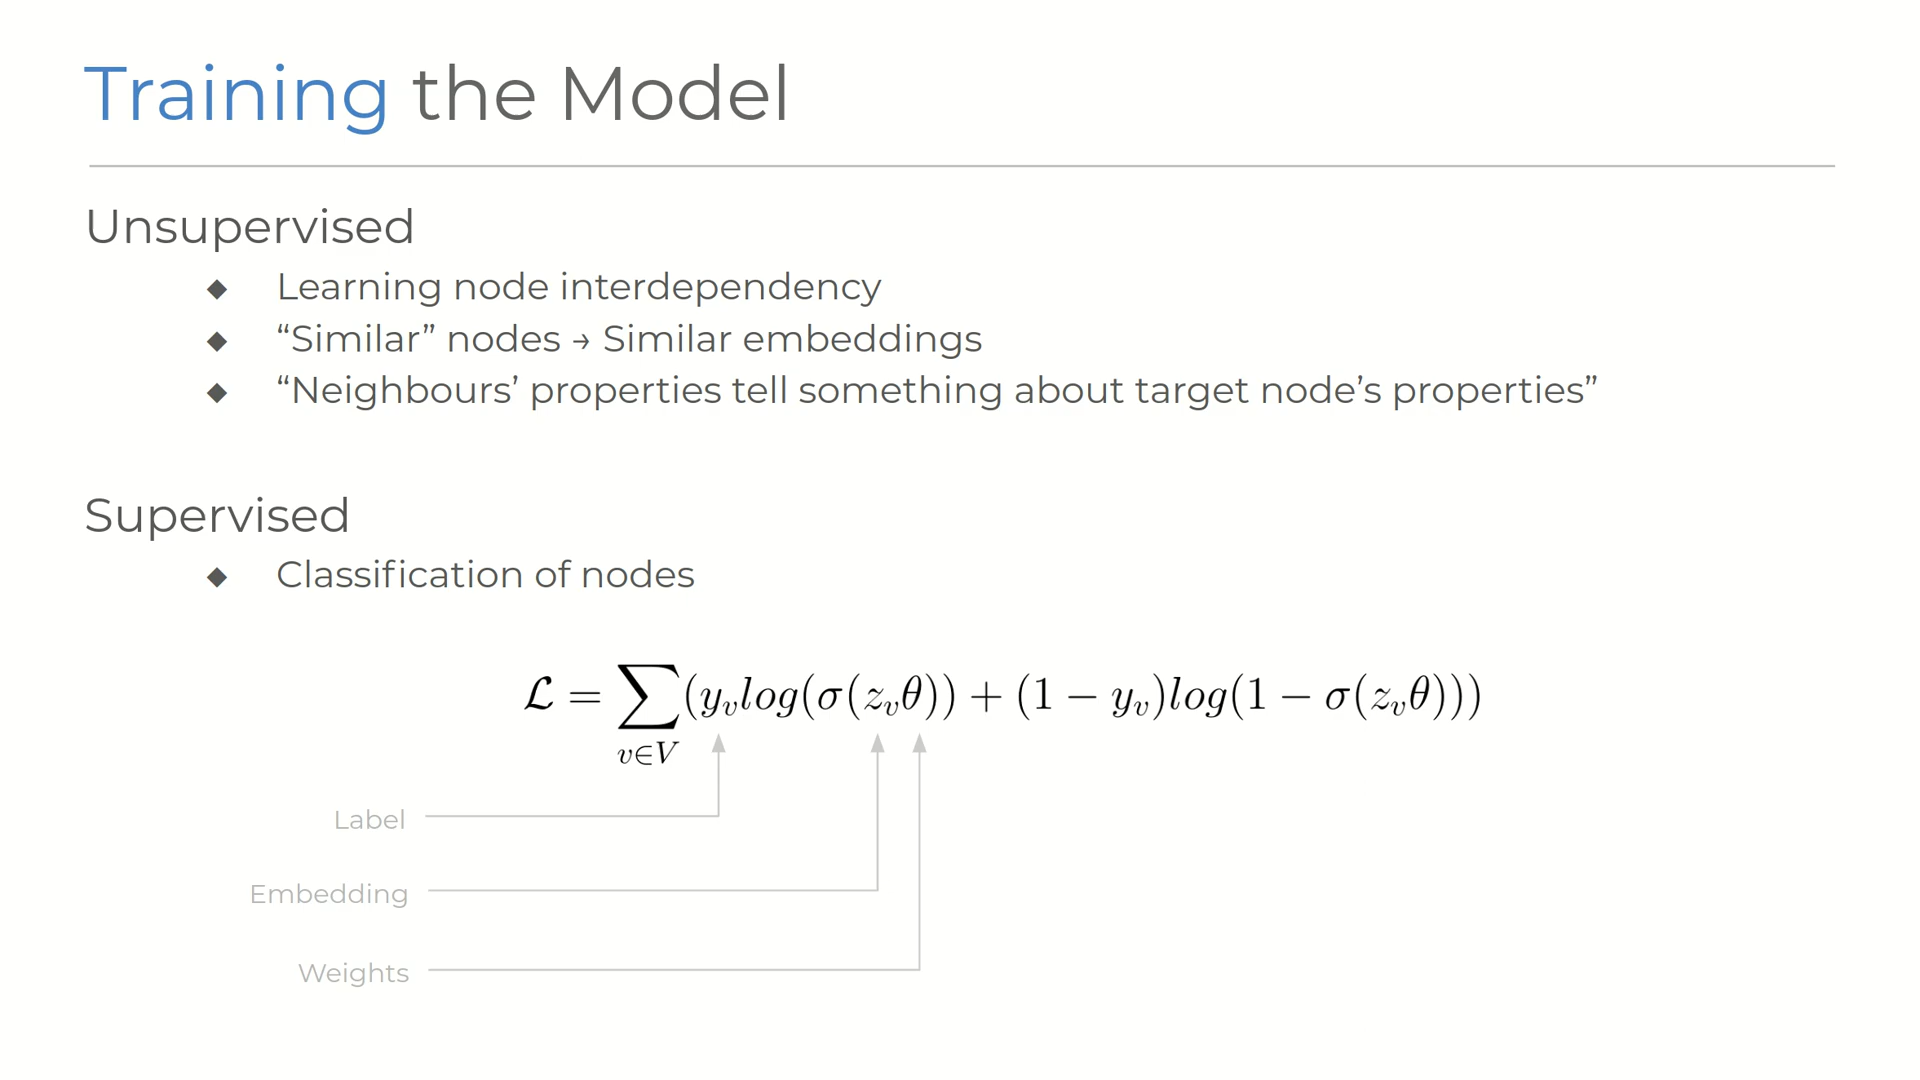 Training the Model
Unsupervised
◆ Learning node interdependency
◆ “Similar” nodes → Similar embeddings
◆ “Neighbours’ properties tell something about target node’s properties”
Supervised
◆ Classification of nodes
ℒ = ∑ (y_v log(σ(z_v θ)) + (1 − y_v)log(1 − σ(z_v θ)))
v∈V
Label
Embedding
Weights